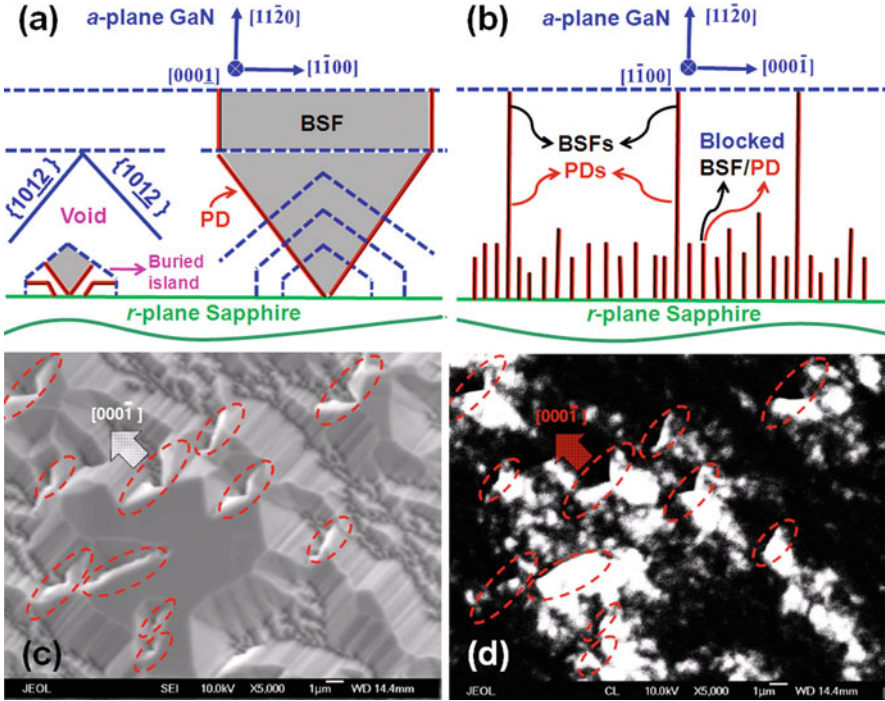 (a)
a-plane GaN
[112̄0]
[0001̲]
[11̄00]
BSF
{101̲2̲}
{101̲2̲}
Void
PD
Buried
island
r-plane Sapphire
(b)
a-plane GaN
[112̄0]
[11̄00]
[0001̄]
BSFs
PDs
Blocked
BSF/PD
r-plane Sapphire
[0001̄]
(c)
JEOL SEI 10.0kV X5,000 1μm WD 14.4mm
[0001̄]
(d)
JEOL CL 10.0kV X5,000 1μm WD 14.4mm